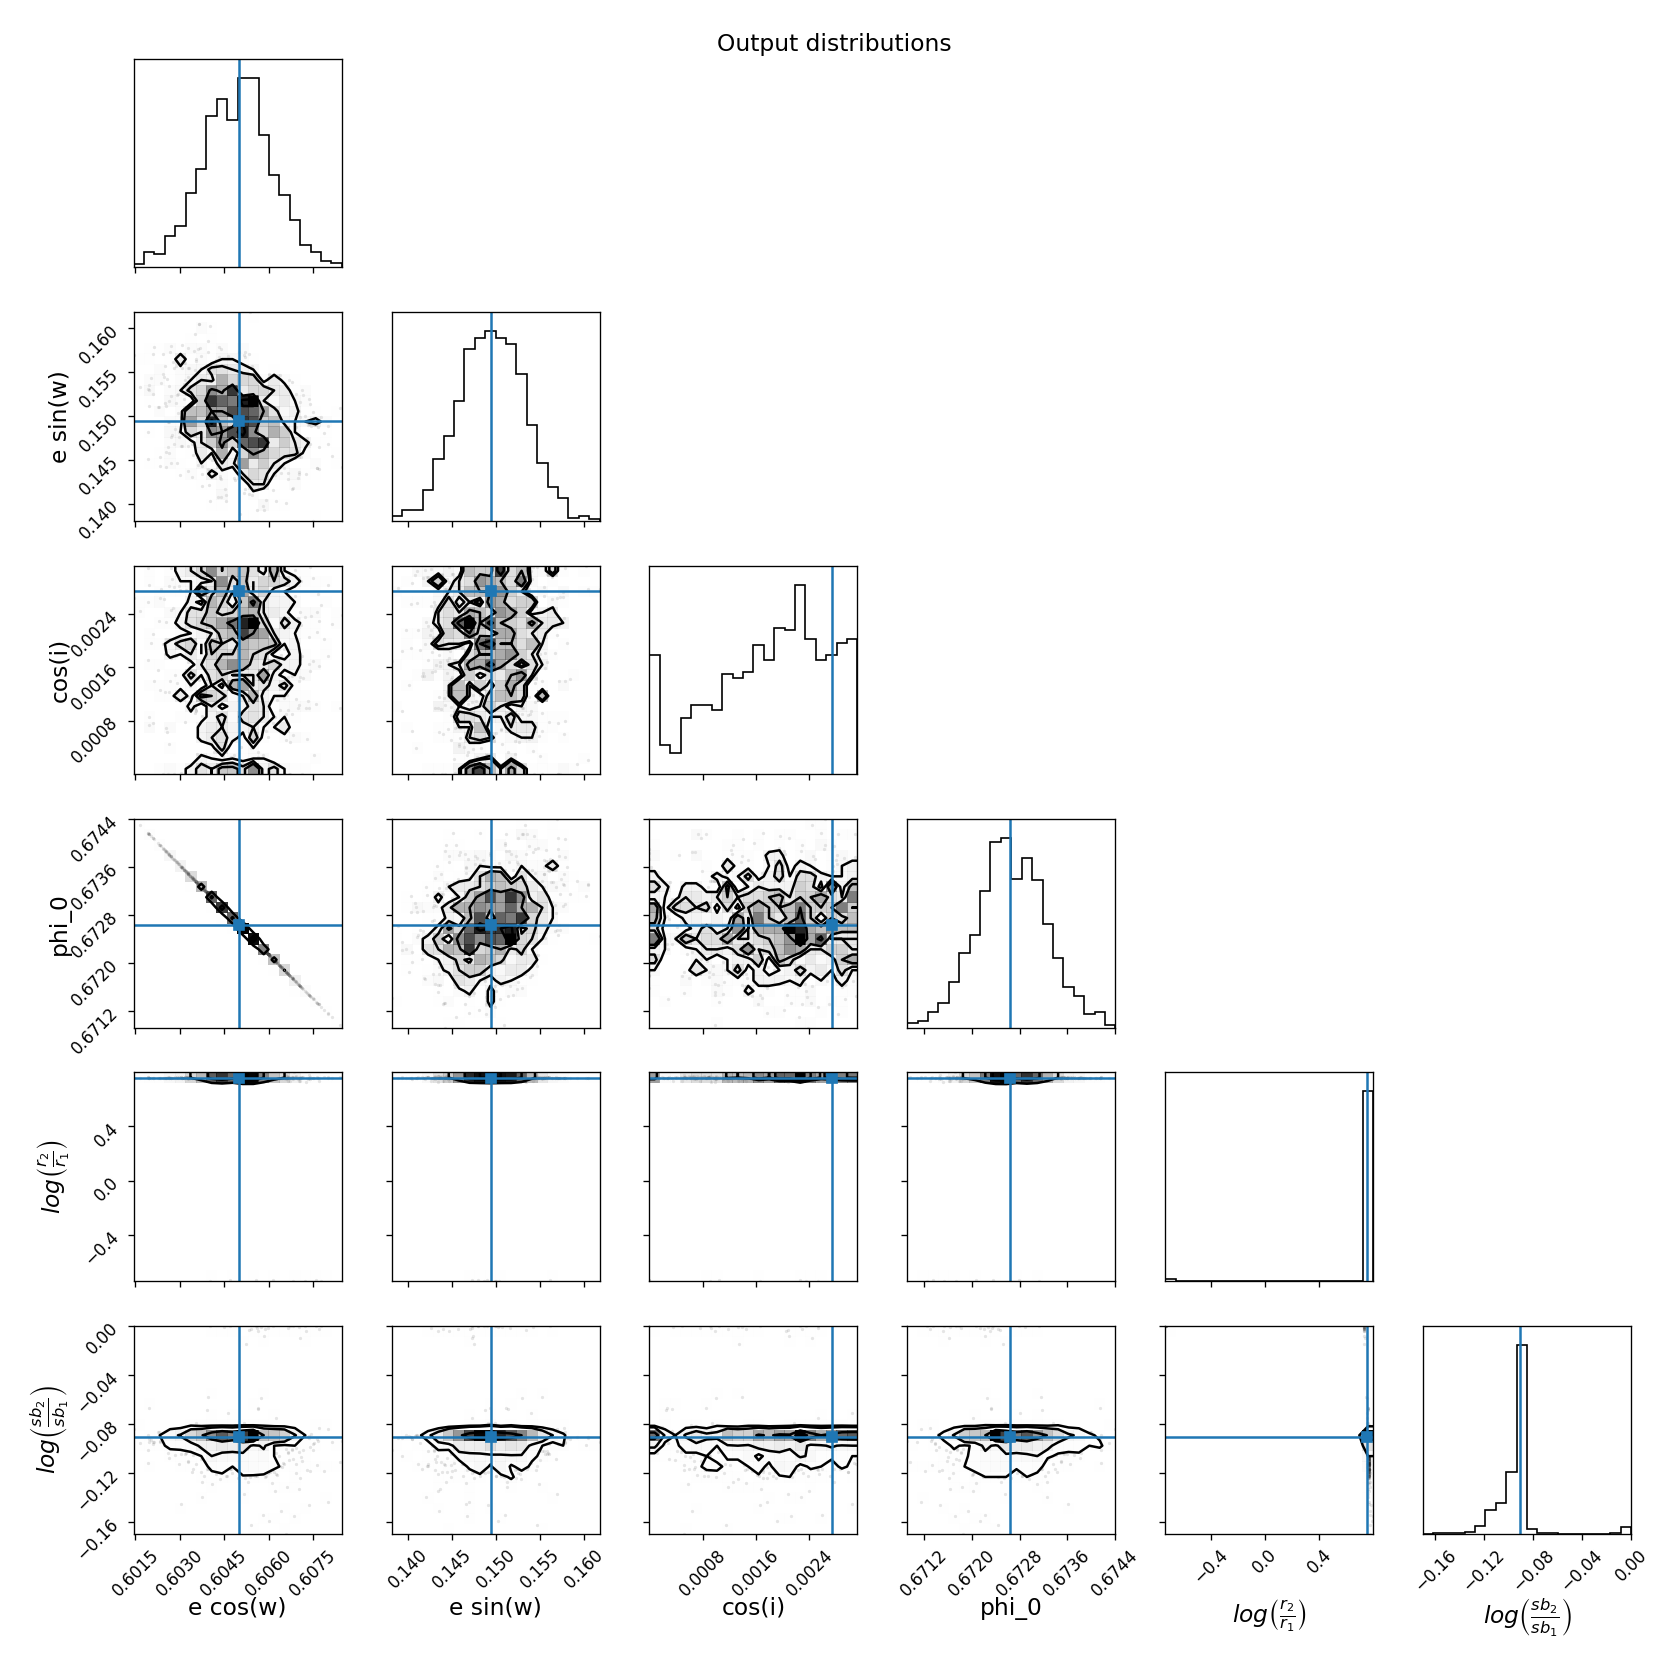 Output distributions
e sin(w)
0.160
0.155
0.150
0.145
0.140
cos(i)
0.0024
0.0016
0.0008
phi_0
0.6744
0.6736
0.6728
0.6720
0.6712
log(r₂/r₁)
0.4
0.0
−0.4
log(sb₂/sb₁)
0.00
−0.04
−0.08
−0.12
−0.16
0.6015 0.6030 0.6045 0.6060 0.6075
0.140 0.145 0.150 0.155 0.160
0.0008 0.0016 0.0024
0.6712 0.6720 0.6728 0.6736 0.6744
−0.4 0.0 0.4
−0.16 −0.12 −0.08 −0.04 0.00
e cos(w) e sin(w) cos(i) phi_0 log(r₂/r₁) log(sb₂/sb₁)